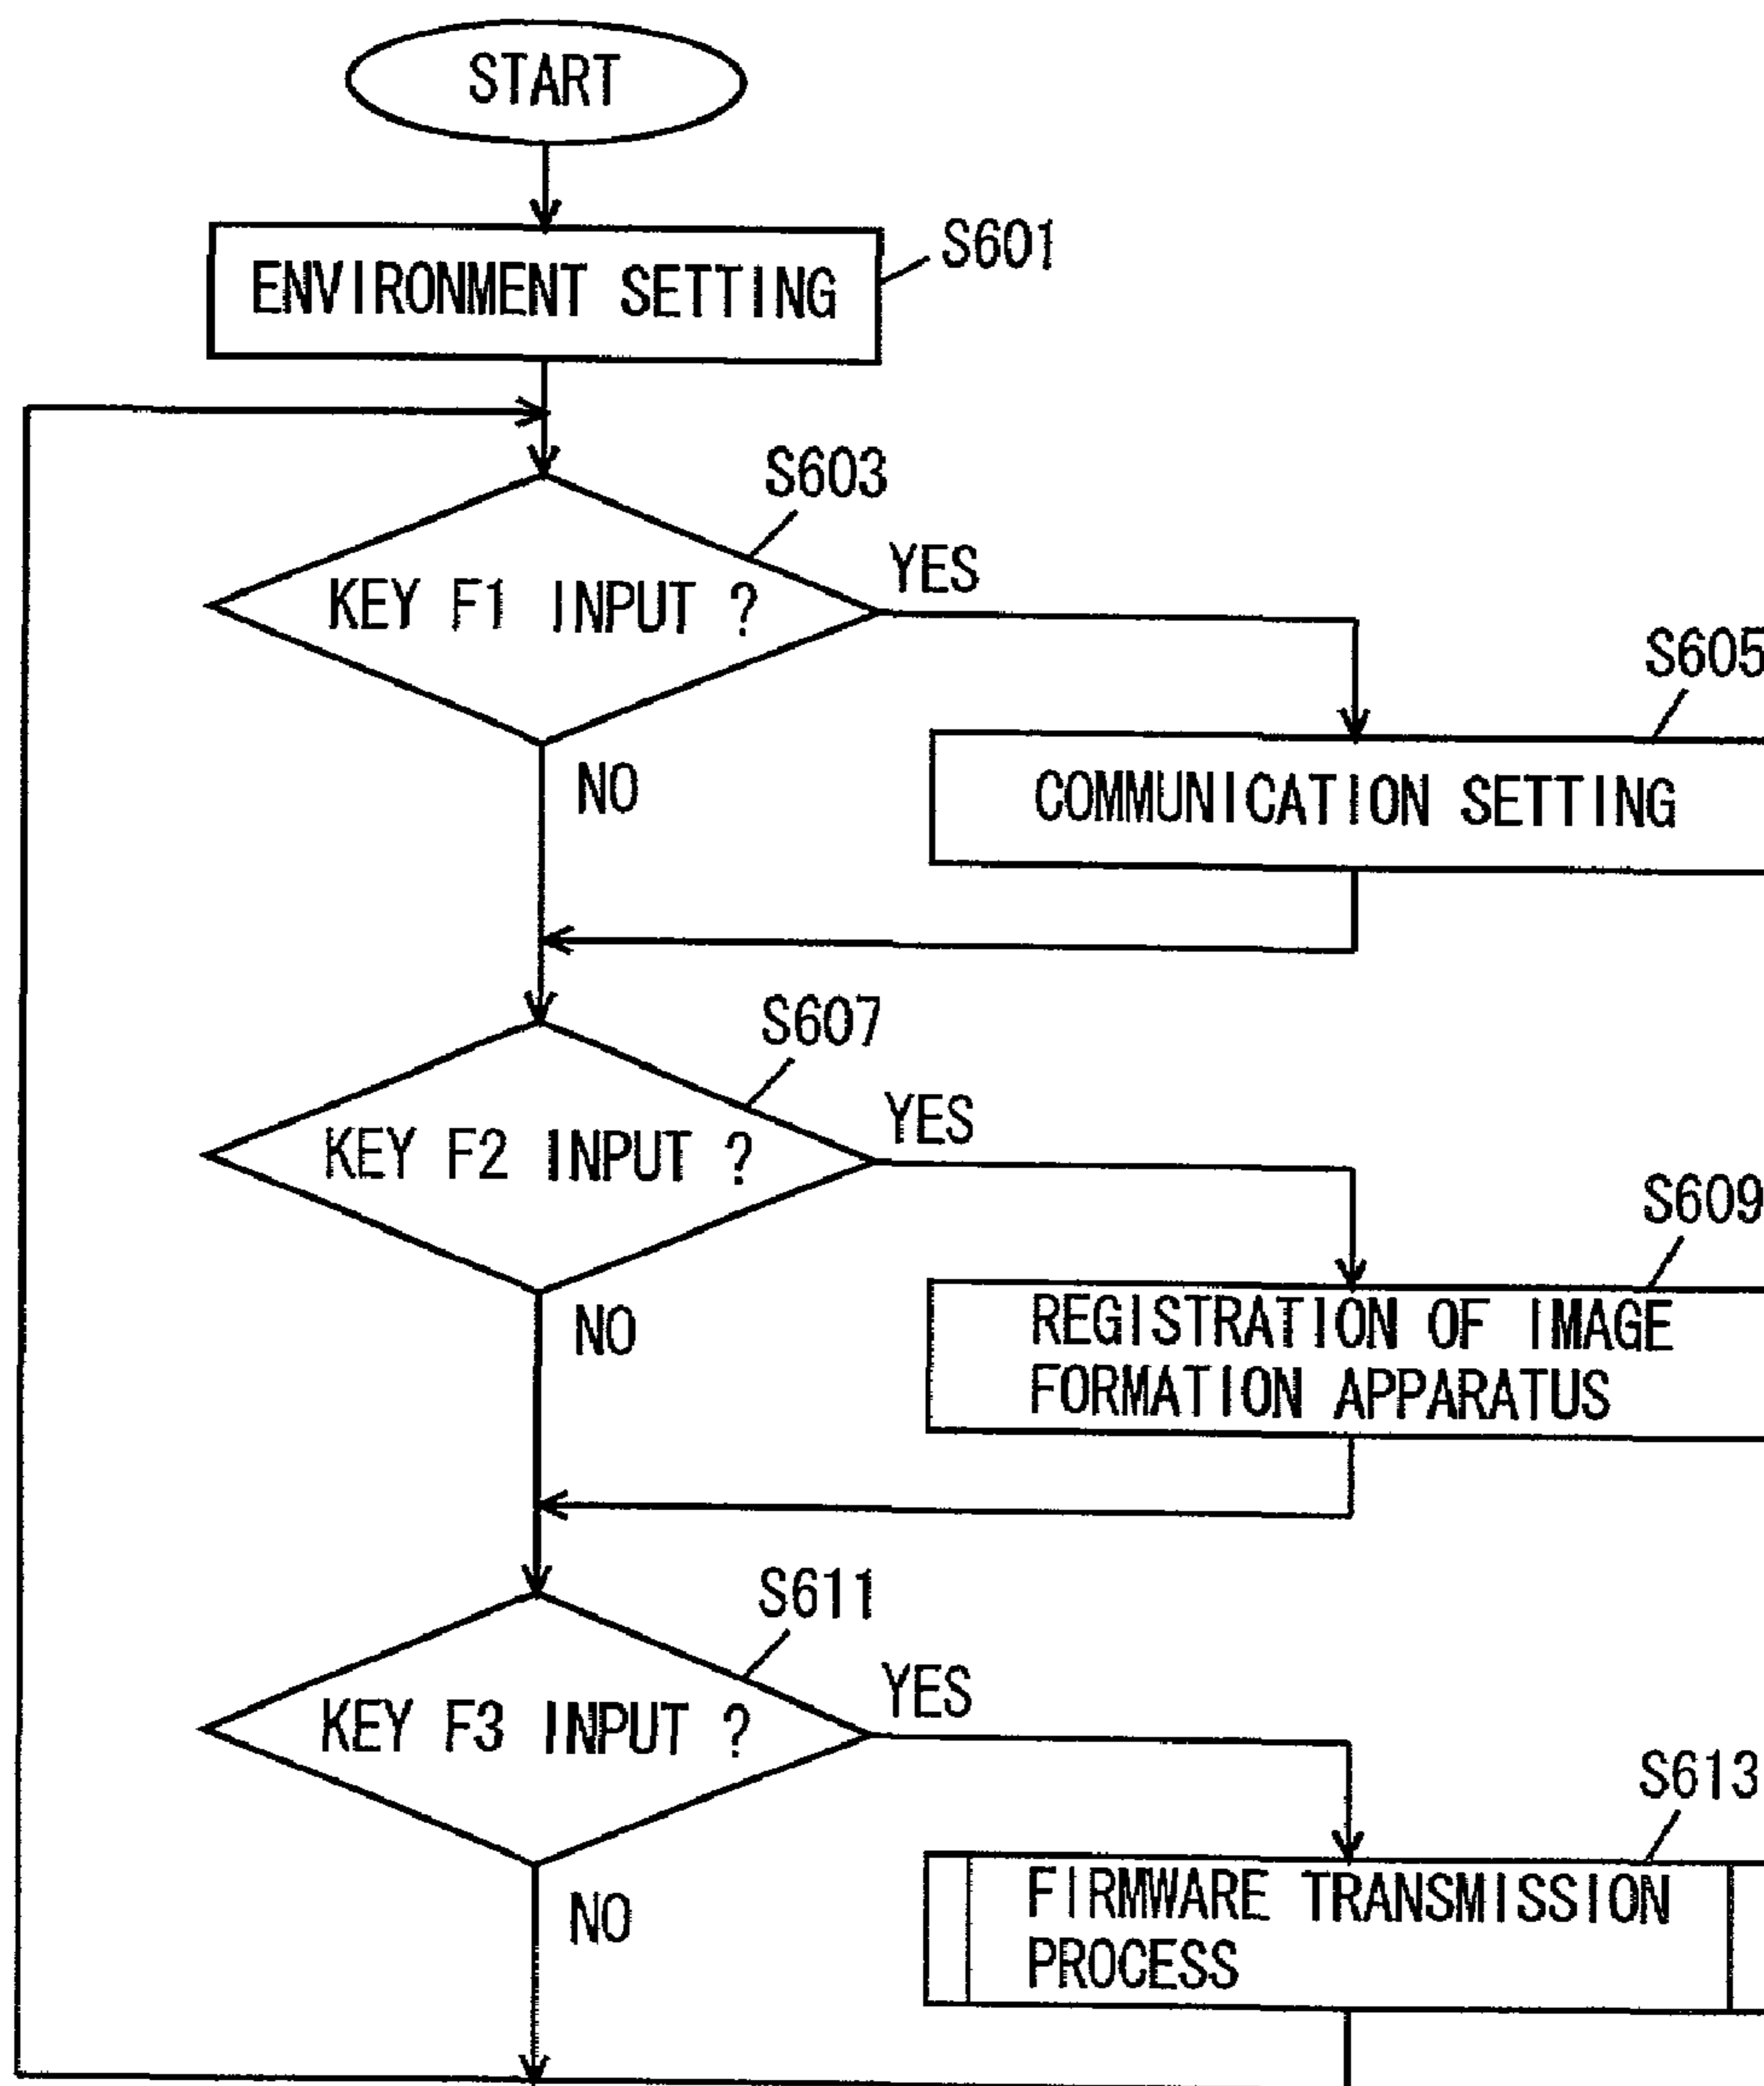 START
ENVIRONMENT SETTING
S601
S603
KEY F1 INPUT ?
YES
NO
S605
COMMUNICATION SETTING
S607
KEY F2 INPUT ?
YES
NO
S609
REGISTRATION OF IMAGE
FORMATION APPARATUS
S611
KEY F3 INPUT ?
YES
NO
S613
FIRMWARE TRANSMISSION
PROCESS